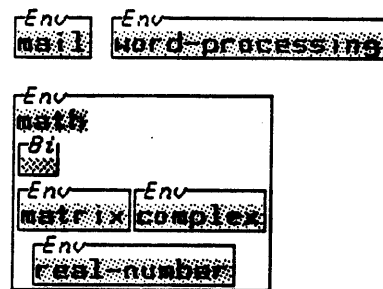 Env Env
mail word-processing
Env
math
Bi
Env Env
matrix complex
Env
real-number